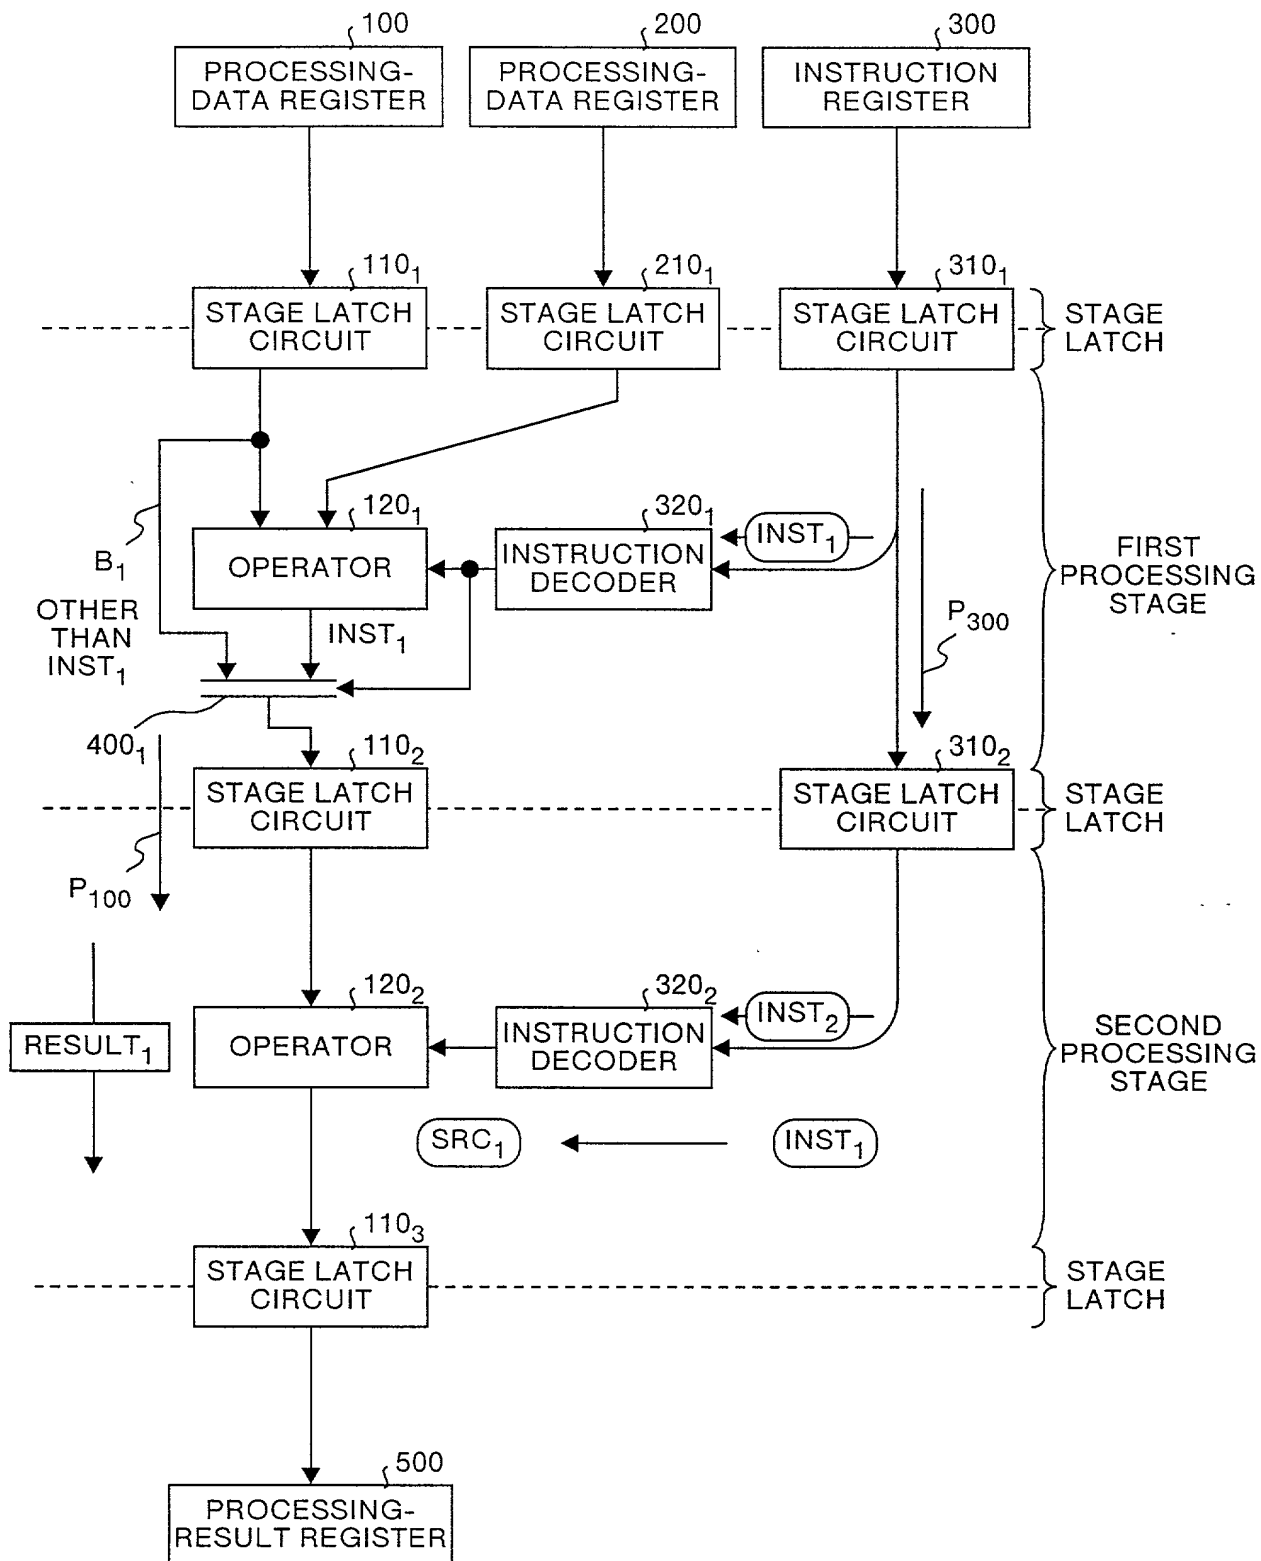 100
200
300
PROCESSING-
DATA REGISTER
PROCESSING-
DATA REGISTER
INSTRUCTION
REGISTER
110₁
210₁
310₁
STAGE LATCH
CIRCUIT
STAGE LATCH
CIRCUIT
STAGE LATCH
CIRCUIT
STAGE
LATCH
120₁
320₁
INST₁
B₁
OPERATOR
INSTRUCTION
DECODER
FIRST
PROCESSING
STAGE
OTHER
THAN
INST₁
INST₁
P₃₀₀
400₁
110₂
310₂
STAGE LATCH
CIRCUIT
STAGE LATCH
CIRCUIT
STAGE
LATCH
P₁₀₀
120₂
320₂
INST₂
RESULT₁
OPERATOR
INSTRUCTION
DECODER
SECOND
PROCESSING
STAGE
SRC₁
INST₁
110₃
STAGE LATCH
CIRCUIT
STAGE
LATCH
500
PROCESSING-
RESULT REGISTER